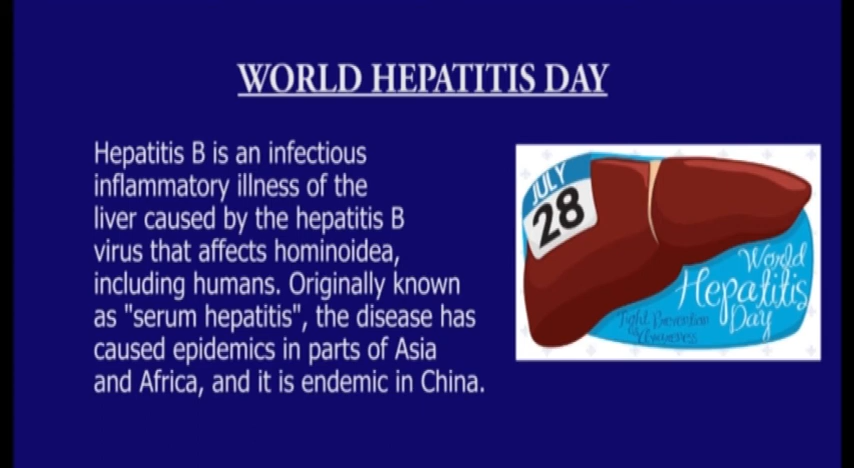 WORLD HEPATITIS DAY
Hepatitis B is an infectious
inflammatory illness of the
liver caused by the hepatitis B
virus that affects hominoidea,
including humans. Originally known
as "serum hepatitis", the disease has
caused epidemics in parts of Asia
and Africa, and it is endemic in China.
JULY
28
World
Hepatitis
Day
Prevention
Awareness